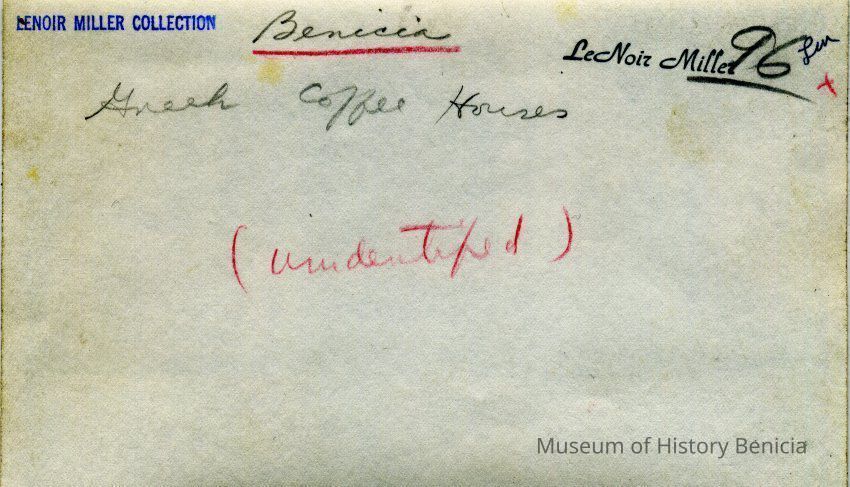 LENOIR MILLER COLLECTION
Benicia
LeNoir Miller 96
Greek Coffee Houses
(unidentified)
Museum of History Benicia